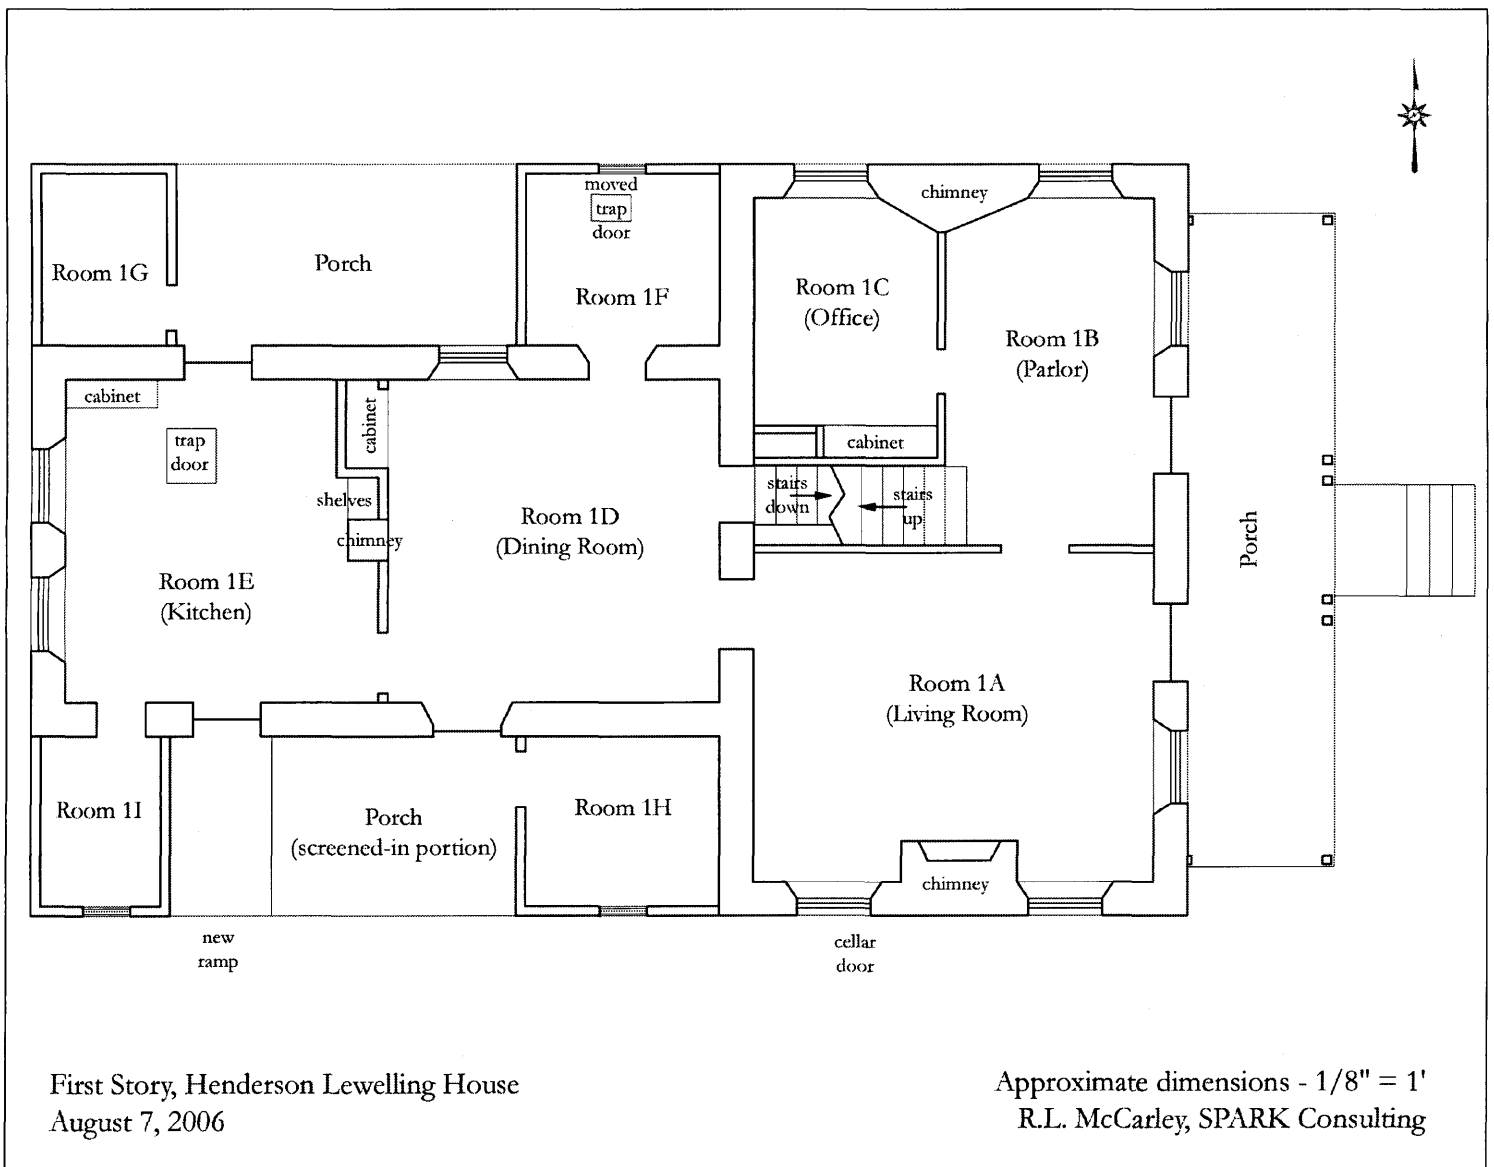 moved
trap
door
chimney
Room 1G
Porch
Room 1F
Room 1C
(Office)
Room 1B
(Parlor)
cabinet
cabinet
trap
door
cabinet
shelves
chimney
stairs
down
stairs
up
Room 1D
(Dining Room)
Porch
Room 1E
(Kitchen)
Room 1A
(Living Room)
Room 1I
Porch
(screened-in portion)
Room 1H
chimney
new
ramp
cellar
door
First Story, Henderson Lewelling House
August 7, 2006
Approximate dimensions - 1/8" = 1'
R.L. McCarley, SPARK Consulting